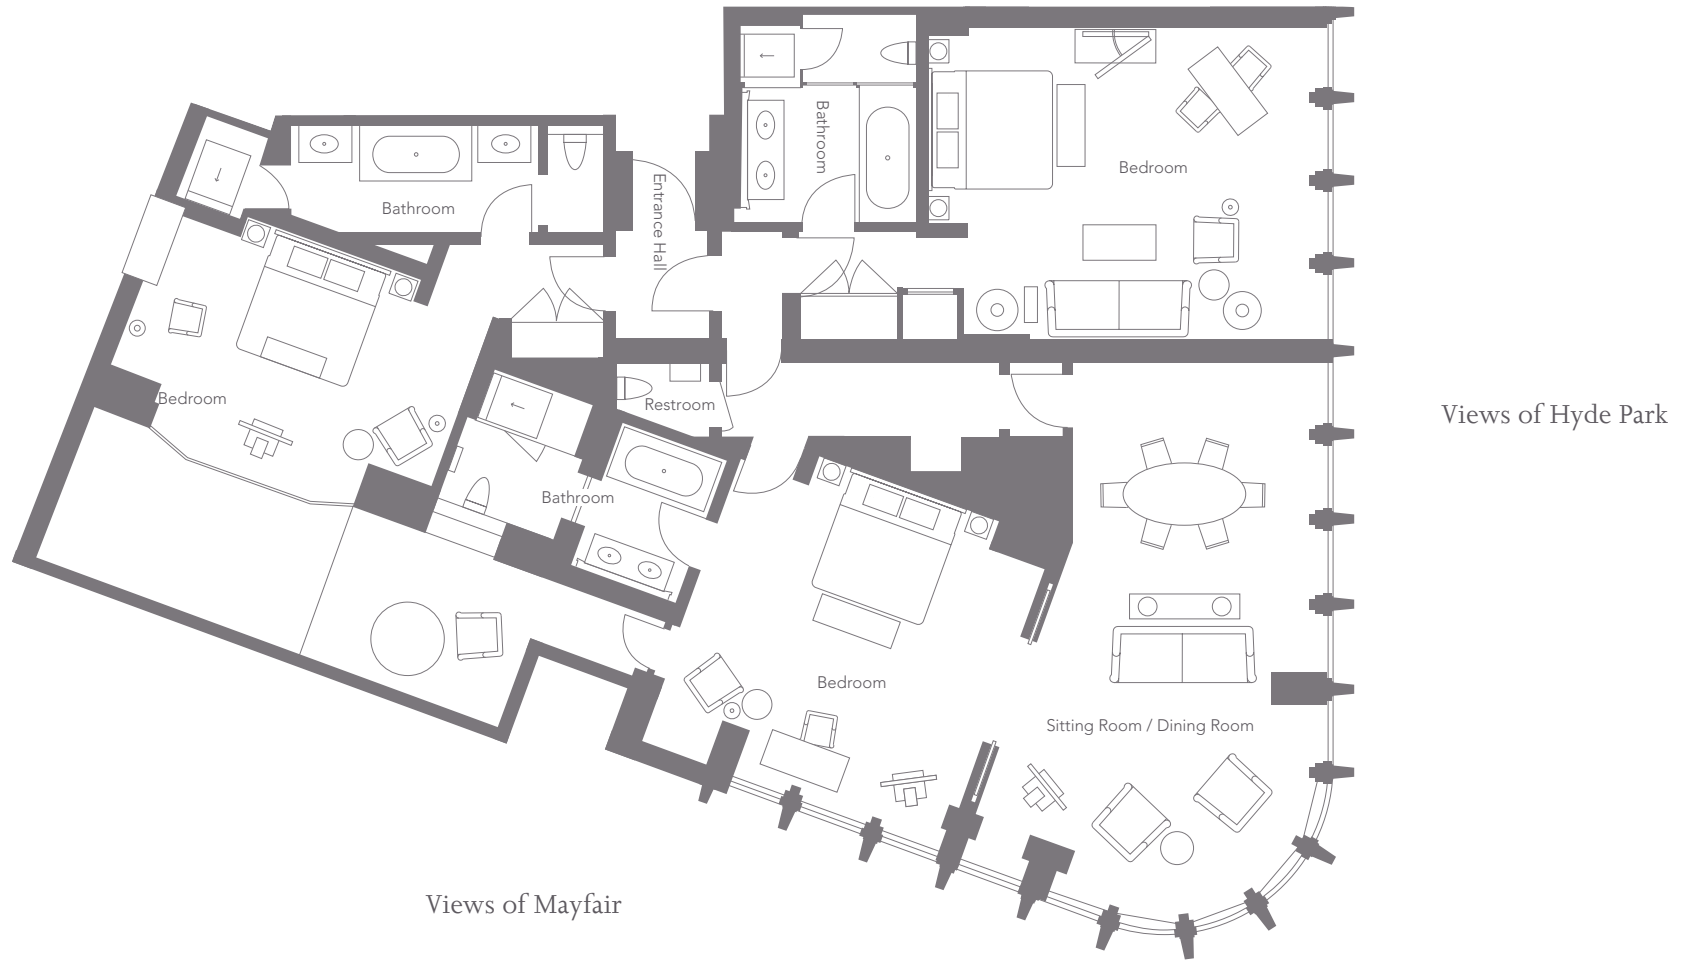 Bathroom
Entrance Hall
Bathroom
Bedroom
Bedroom
Restroom
Bathroom
Bedroom
Sitting Room / Dining Room
Views of Hyde Park
Views of Mayfair